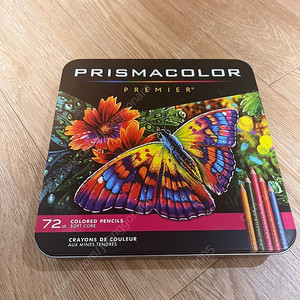 PRISMACOLOR
PREMIER®
72 ct. COLORED PENCILS
SOFT CORE
CRAYONS DE COULEUR
AUX MINES TENDRES